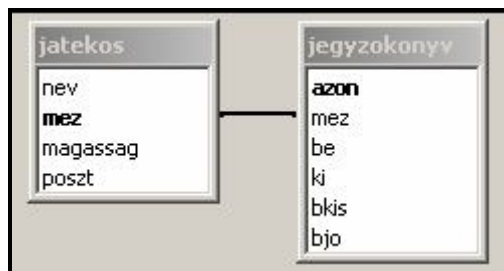 jatekos
nev
mez
magassag
poszt
jegyzokonyv
azon
mez
be
ki
bkis
bjo